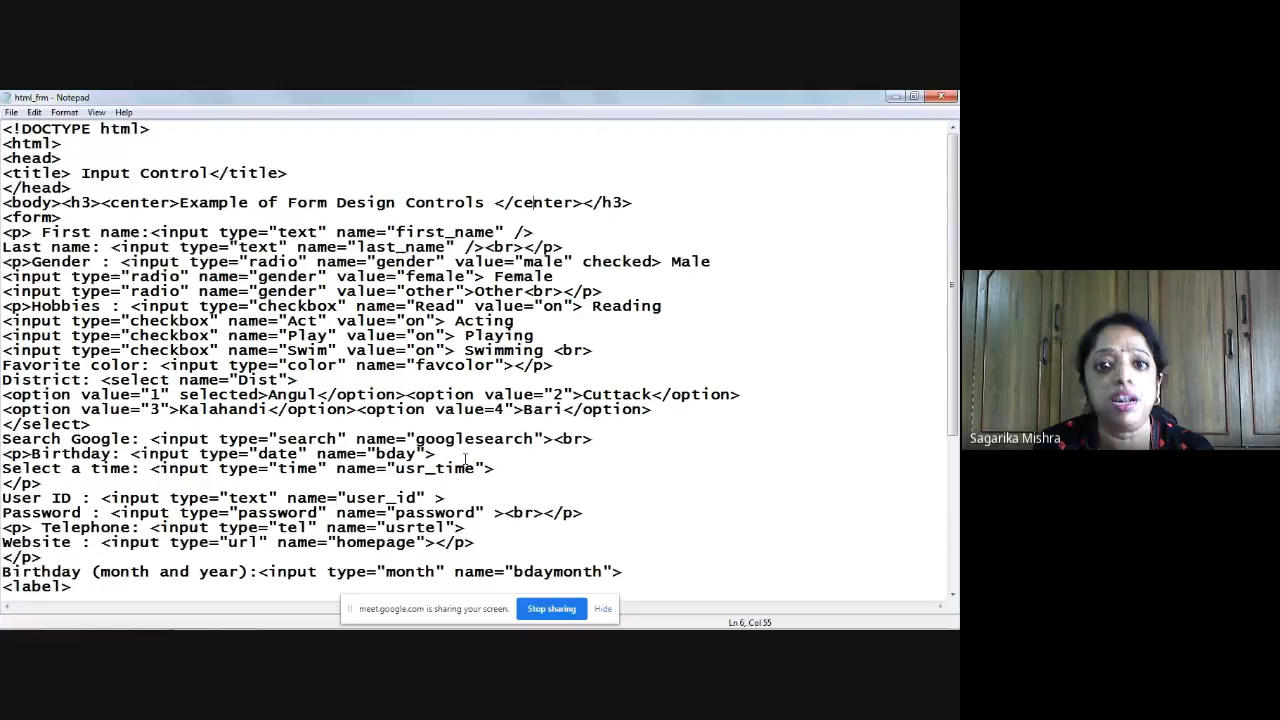 html_frm - Notepad
File Edit Format View Help
<!DOCTYPE html>
<html>
<head>
<title> Input Control</title>
</head>
<body><h3><center>Example of Form Design Controls </center></h3>
<form>
<p> First name:<input type="text" name="first_name" />
Last name: <input type="text" name="last_name" /><br></p>
<p>Gender : <input type="radio" name="gender" value="male" checked> Male
<input type="radio" name="gender" value="female"> Female
<input type="radio" name="gender" value="other">Other<br></p>
<p>Hobbies : <input type="checkbox" name="Read" value="on"> Reading
<input type="checkbox" name="Act" value="on"> Acting
<input type="checkbox" name="Play" value="on"> Playing
<input type="checkbox" name="Swim" value="on"> Swimming <br>
Favorite color: <input type="color" name="favcolor"></p>
District: <select name="Dist">
<option value="1" selected>Angul</option><option value="2">Cuttack</option>
<option value="3">Kalahandi</option><option value=4">Bari</option>
</select>
Search Google: <input type="search" name="googlesearch"><br>
<p>Birthday: <input type="date" name="bday">
Select a time: <input type="time" name="usr_time">
</p>
User ID : <input type="text" name="user_id" >
Password : <input type="password" name="password" ><br></p>
<p> Telephone: <input type="tel" name="usrtel">
Website : <input type="url" name="homepage"></p>
</p>
Birthday (month and year):<input type="month" name="bdaymonth">
<label>
meet.google.com is sharing your screen. Stop sharing Hide
Ln 6, Col 55
Sagarika Mishra